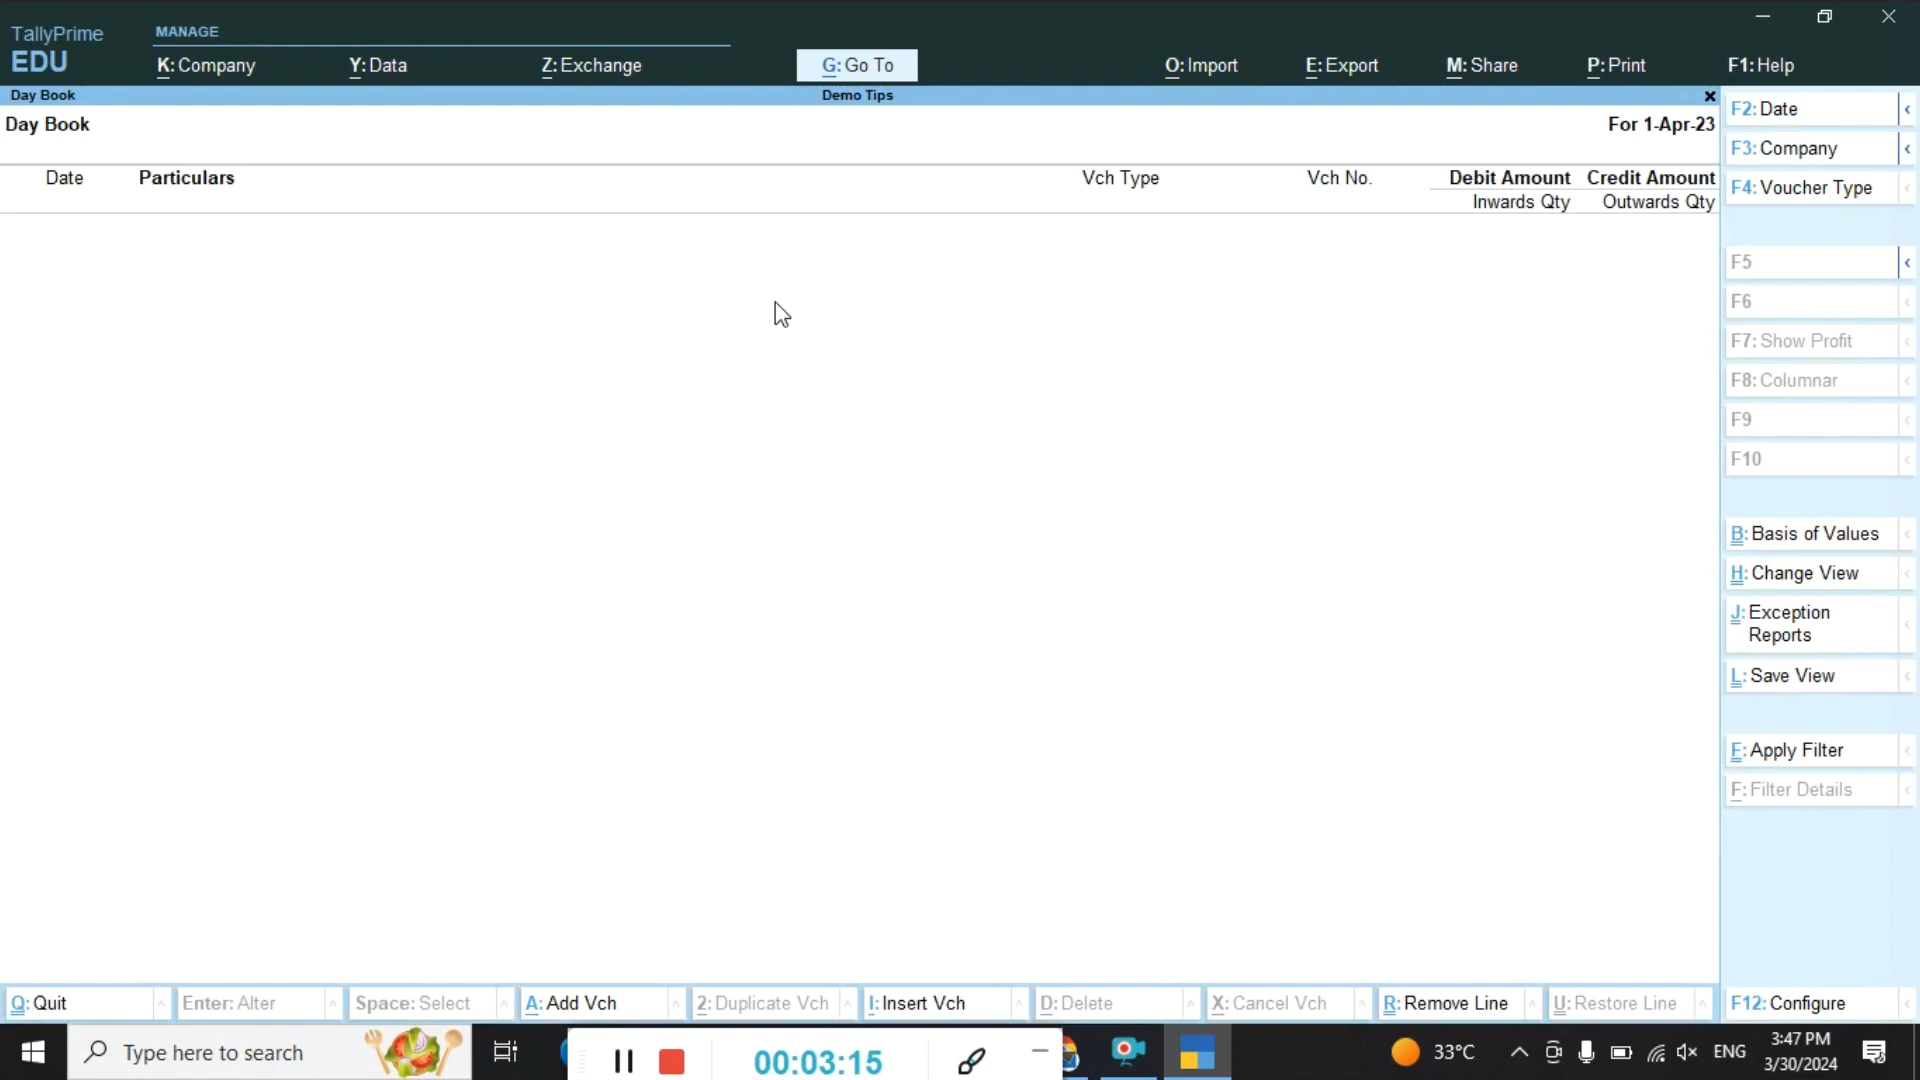 TallyPrime
EDU
MANAGE
K: Company
Y: Data
Z: Exchange
G: Go To
O: Import
E: Export
M: Share
P: Print
F1: Help
Day Book
Demo Tips
Day Book
For 1-Apr-23
Date
Particulars
Vch Type
Vch No.
Debit Amount
Credit Amount
Inwards Qty
Outwards Qty
F2: Date
F3: Company
F4: Voucher Type
F5
F6
F7: Show Profit
F8: Columnar
F9
F10
B: Basis of Values
H: Change View
J: Exception
Reports
L: Save View
F: Apply Filter
F: Filter Details
Q: Quit
Enter: Alter
Space: Select
A: Add Vch
2: Duplicate Vch
I: Insert Vch
D: Delete
X: Cancel Vch
R: Remove Line
U: Restore Line
F12: Configure
Type here to search
00:03:15
33°C
ENG
3:47 PM
3/30/2024